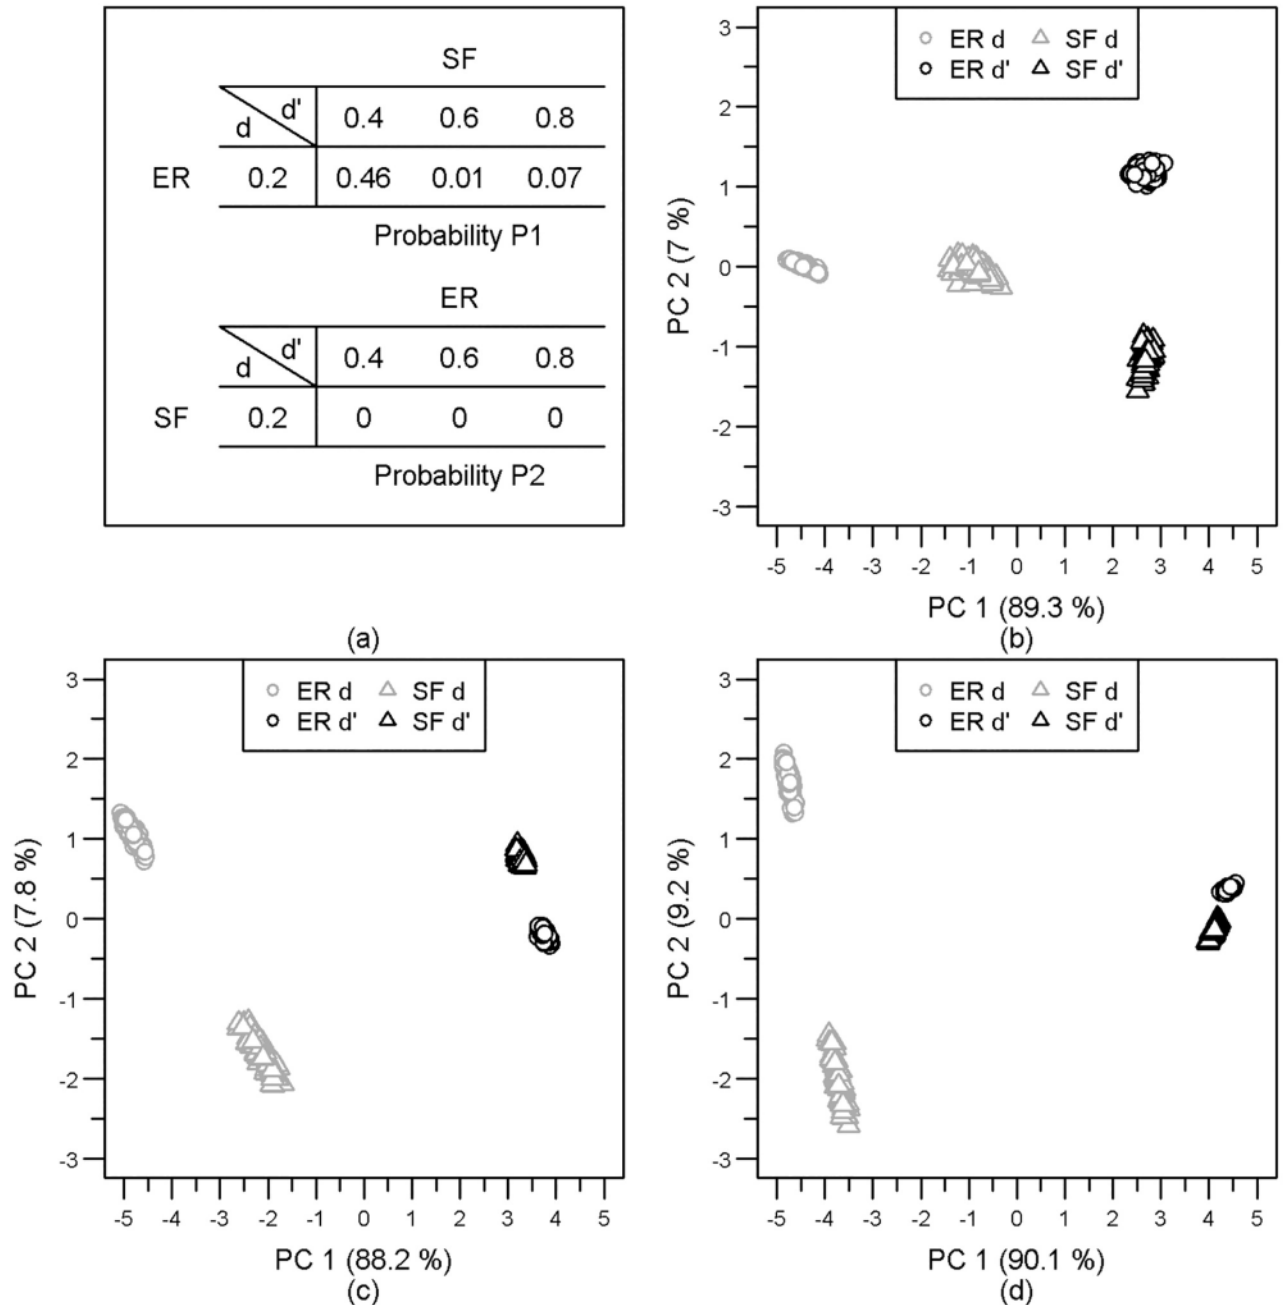 SF
d d' 0.4 0.6 0.8
ER 0.2 0.46 0.01 0.07
Probability P1
ER
d d' 0.4 0.6 0.8
SF 0.2 0 0 0
Probability P2
(a)
ER d SF d
ER d' SF d'
3
2
1
0
-1
-2
-3
PC 2 (7 %)
-5 -4 -3 -2 -1 0 1 2 3 4 5
PC 1 (89.3 %)
(b)
ER d SF d
ER d' SF d'
3
2
1
0
-1
-2
-3
PC 2 (7.8 %)
-5 -4 -3 -2 -1 0 1 2 3 4 5
PC 1 (88.2 %)
(c)
ER d SF d
ER d' SF d'
3
2
1
0
-1
-2
-3
PC 2 (9.2 %)
-5 -4 -3 -2 -1 0 1 2 3 4 5
PC 1 (90.1 %)
(d)